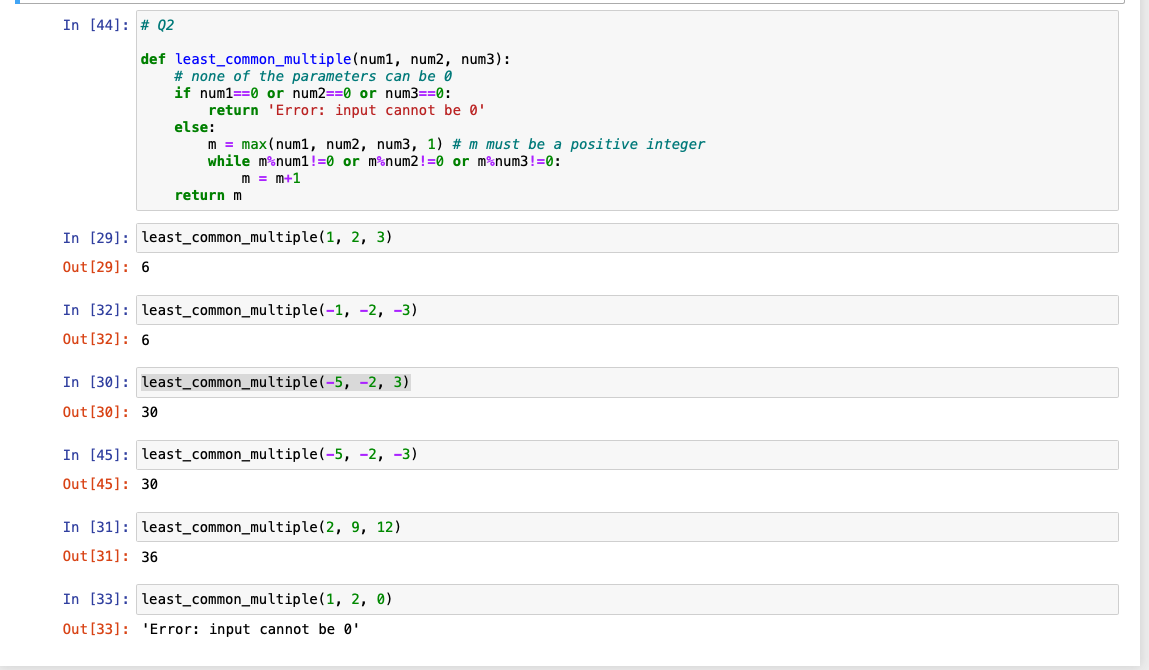 In [44]: # Q2
def least_common_multiple(num1, num2, num3):
    # none of the parameters can be 0
    if num1==0 or num2==0 or num3==0:
        return 'Error: input cannot be 0'
    else:
        m = max(num1, num2, num3, 1) # m must be a positive integer
        while m%num1!=0 or m%num2!=0 or m%num3!=0:
            m = m+1
    return m
In [29]: least_common_multiple(1, 2, 3)
Out[29]: 6
In [32]: least_common_multiple(-1, -2, -3)
Out[32]: 6
In [30]: least_common_multiple(-5, -2, 3)
Out[30]: 30
In [45]: least_common_multiple(-5, -2, -3)
Out[45]: 30
In [31]: least_common_multiple(2, 9, 12)
Out[31]: 36
In [33]: least_common_multiple(1, 2, 0)
Out[33]: 'Error: input cannot be 0'